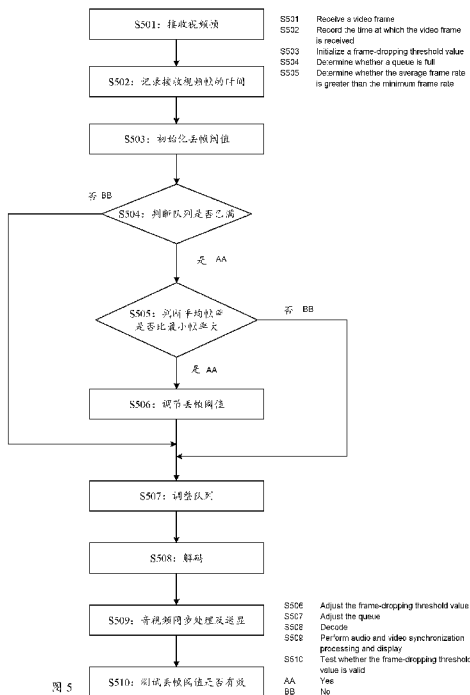 S501: 接收视频帧
S501 Receive a video frame
S502 Record the time at which the video frame
is received
S503 Initialize a frame-dropping threshold value
S504 Determine whether a queue is full
S505 Determine whether the average frame rate
is greater than the minimum frame rate
S502: 记录接收视频帧的时间
S503: 初始化丢帧阈值
否 BB
S504: 判断队列是否已满
是 AA
S505: 判断平均帧率
是否比最小帧率大
否 BB
是 AA
S506: 调节丢帧阈值
S507: 调整队列
S508: 解码
S509: 音视频同步处理及送显
S510: 测试丢帧阈值是否有效
S506 Adjust the frame-dropping threshold value
S507 Adjust the queue
S508 Decode
S509 Perform audio and video synchronization
processing and display
S510 Test whether the frame-dropping threshold
value is valid
AA Yes
BB No
图 5